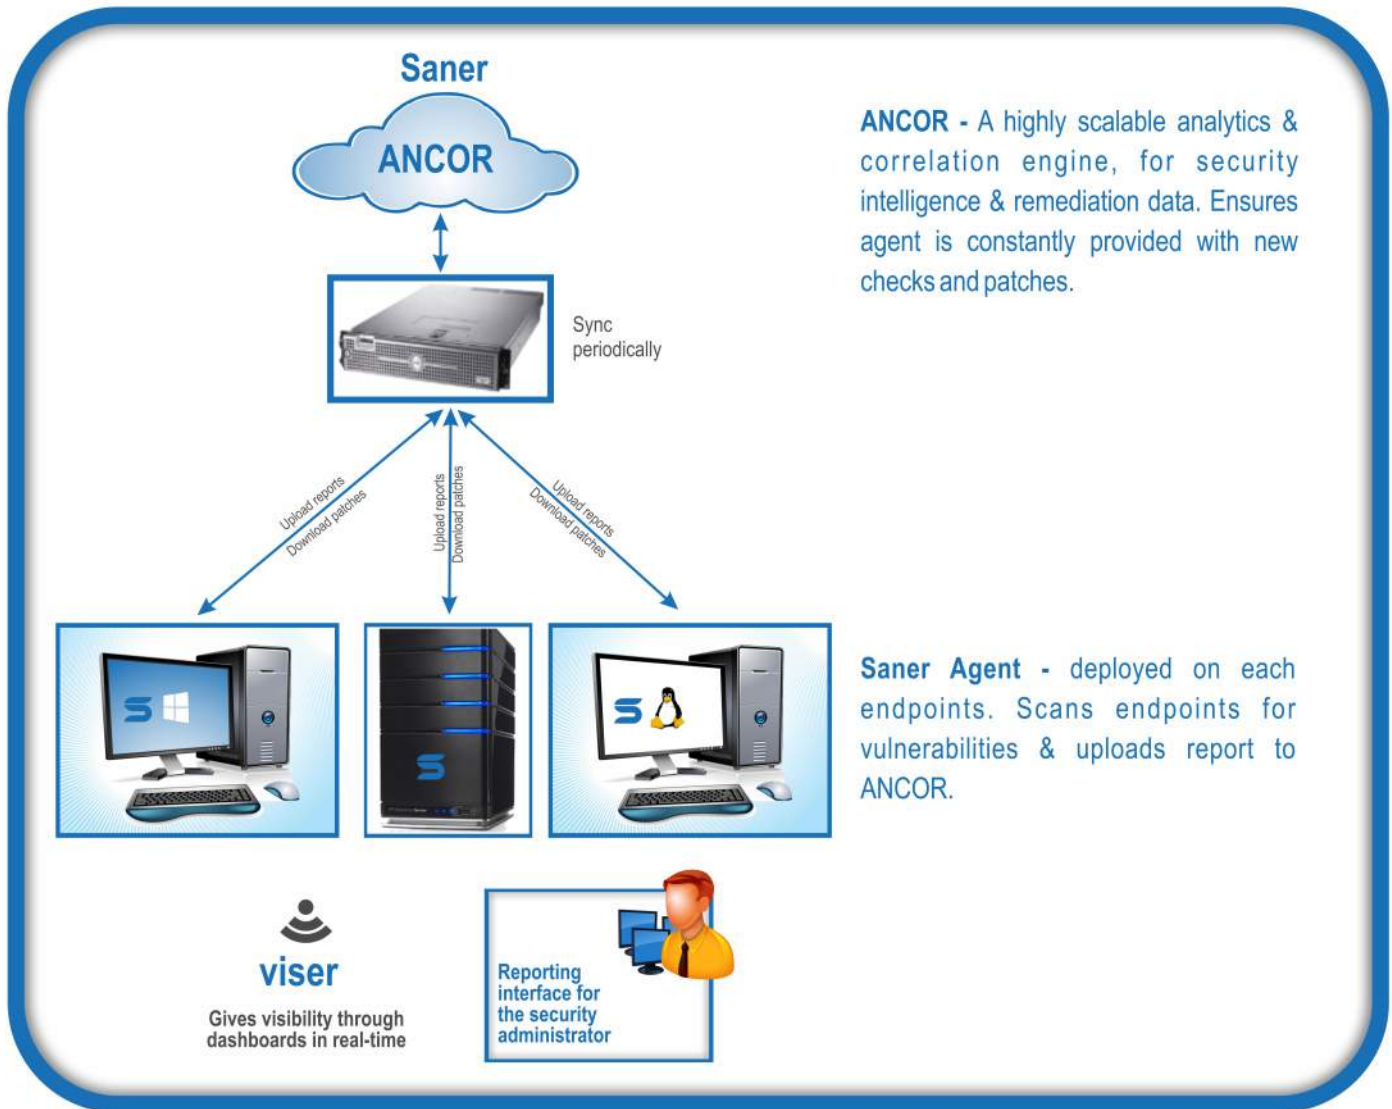 Saner
ANCOR
ANCOR - A highly scalable analytics &
correlation engine, for security
intelligence & remediation data. Ensures
agent is constantly provided with new
checks and patches.
Sync
periodically
Upload reports
Download patches
Upload reports
Download patches
Upload reports
Download patches
Saner Agent - deployed on each
endpoints. Scans endpoints for
vulnerabilities & uploads report to
ANCOR.
viser
Gives visibility through
dashboards in real-time
Reporting
interface for
the security
administrator